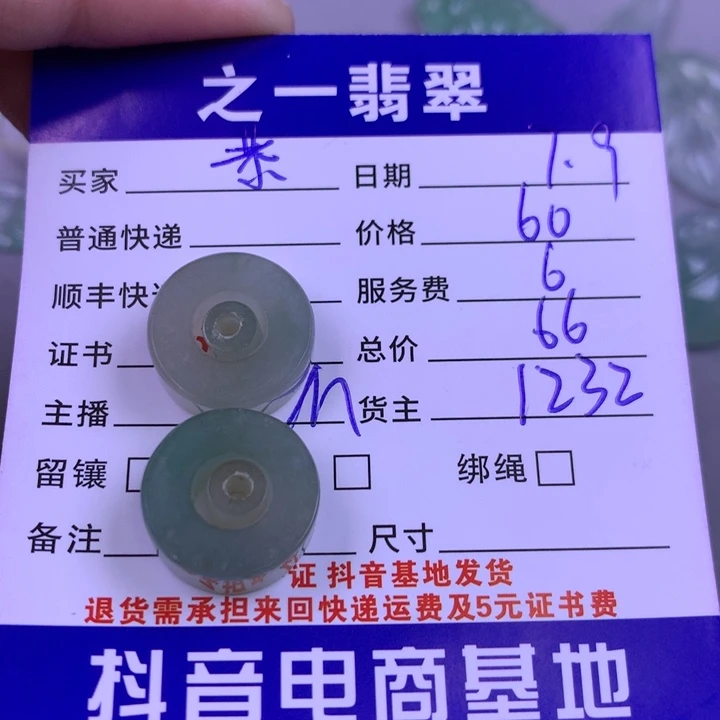 之一翡翠
买家 柒 日期 1.9
普通快递 价格 60
顺丰快 服务费 6
证书 总价 66
主播 M 货主 1232
留镶 □ □ 绑绳 □
备注 尺寸
证 抖音基地发货
退货需承担来回快递运费及5元证书费
抖音电商基地